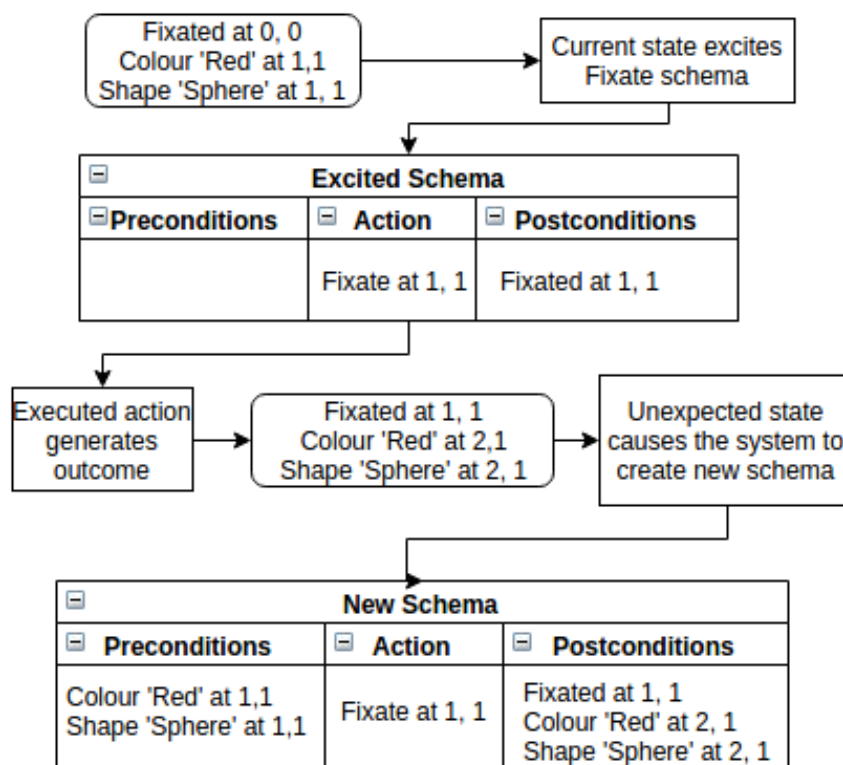 Fixated at 0, 0
Colour 'Red' at 1,1
Shape 'Sphere' at 1, 1
Current state excites
Fixate schema
Excited Schema
Preconditions
Action
Postconditions
Fixate at 1, 1
Fixated at 1, 1
Executed action
generates
outcome
Fixated at 1, 1
Colour 'Red' at 2,1
Shape 'Sphere' at 2, 1
Unexpected state
causes the system to
create new schema
New Schema
Preconditions
Action
Postconditions
Colour 'Red' at 1,1
Shape 'Sphere' at 1,1
Fixate at 1, 1
Fixated at 1, 1
Colour 'Red' at 2, 1
Shape 'Sphere' at 2, 1